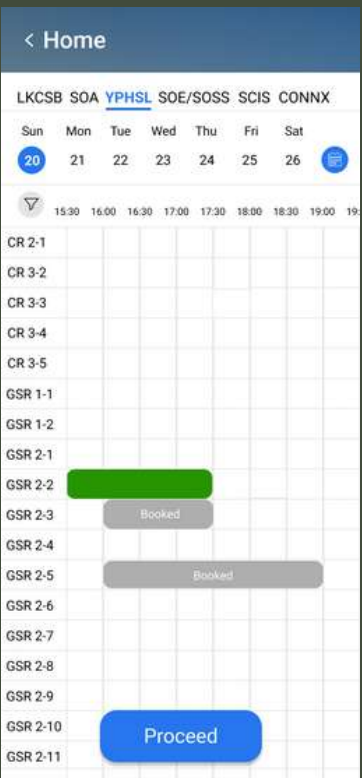 < Home
LKCSB SOA YPHSL SOE/SOSS SCIS CONNX
Sun Mon Tue Wed Thu Fri Sat
20 21 22 23 24 25 26
15:30 16:00 16:30 17:00 17:30 18:00 18:30 19:00 19:
CR 2-1
CR 3-2
CR 3-3
CR 3-4
CR 3-5
GSR 1-1
GSR 1-2
GSR 2-1
GSR 2-2
GSR 2-3 Booked
GSR 2-4
GSR 2-5 Booked
GSR 2-6
GSR 2-7
GSR 2-8
GSR 2-9
GSR 2-10
Proceed
GSR 2-11